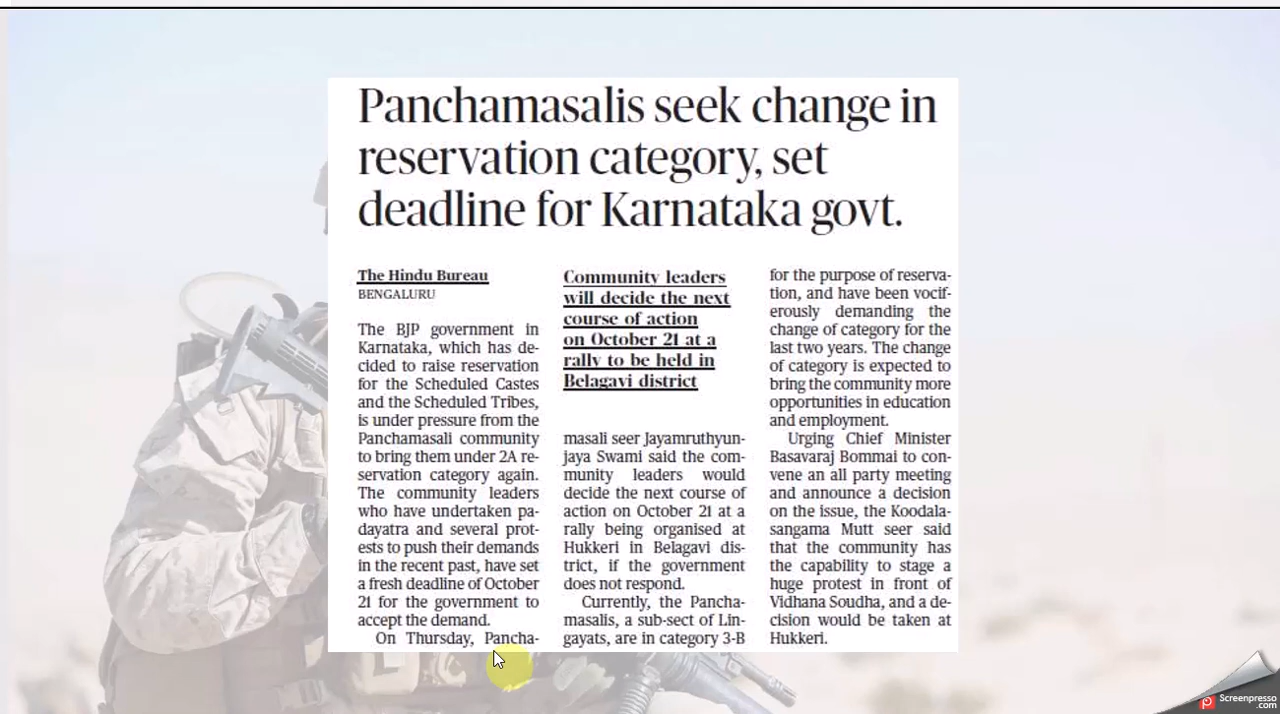 Panchamasalis seek change in
reservation category, set
deadline for Karnataka govt.
The Hindu Bureau
BENGALURU
The BJP government in
Karnataka, which has de-
cided to raise reservation
for the Scheduled Castes
and the Scheduled Tribes,
is under pressure from the
Panchamasali community
to bring them under 2A re-
servation category again.
The community leaders
who have undertaken pa-
dayatra and several prot-
ests to push their demands
in the recent past, have set
a fresh deadline of October
21 for the government to
accept the demand.
On Thursday, Pancha-
Community leaders
will decide the next
course of action
on October 21 at a
rally to be held in
Belagavi district
masali seer Jayamruthyun-
jaya Swami said the com-
munity leaders would
decide the next course of
action on October 21 at a
rally being organised at
Hukkeri in Belagavi dis-
trict, if the government
does not respond.
Currently, the Pancha-
masalis, a sub-sect of Lin-
gayats, are in category 3-B
for the purpose of reserva-
tion, and have been vocif-
erously demanding the
change of category for the
last two years. The change
of category is expected to
bring the community more
opportunities in education
and employment.
Urging Chief Minister
Basavaraj Bommai to con-
vene an all party meeting
and announce a decision
on the issue, the Koodala-
sangama Mutt seer said
that the community has
the capability to stage a
huge protest in front of
Vidhana Soudha, and a de-
cision would be taken at
Hukkeri.
Screenpresso
.com